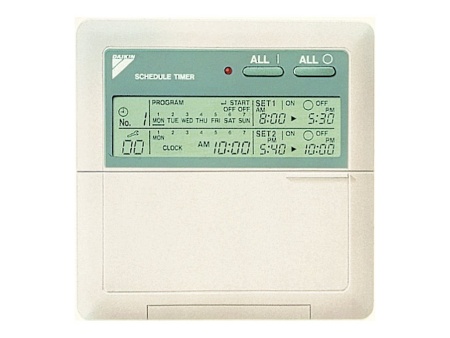 DAIKIN
ALL | ALL ○
SCHEDULE TIMER
PROGRAM START SET1 | ON ○ OFF
OFF OFF AM PM
1 2 3 4 5 6 7
No. 1 MON TUE WED THU FRI SAT SUN 8:00 ▶ 5:30
1 2 3 4 5 6 7 SET2 | ON ○ OFF
MON PM PM
00 CLOCK AM 10:00 5:40 ▶ 10:00